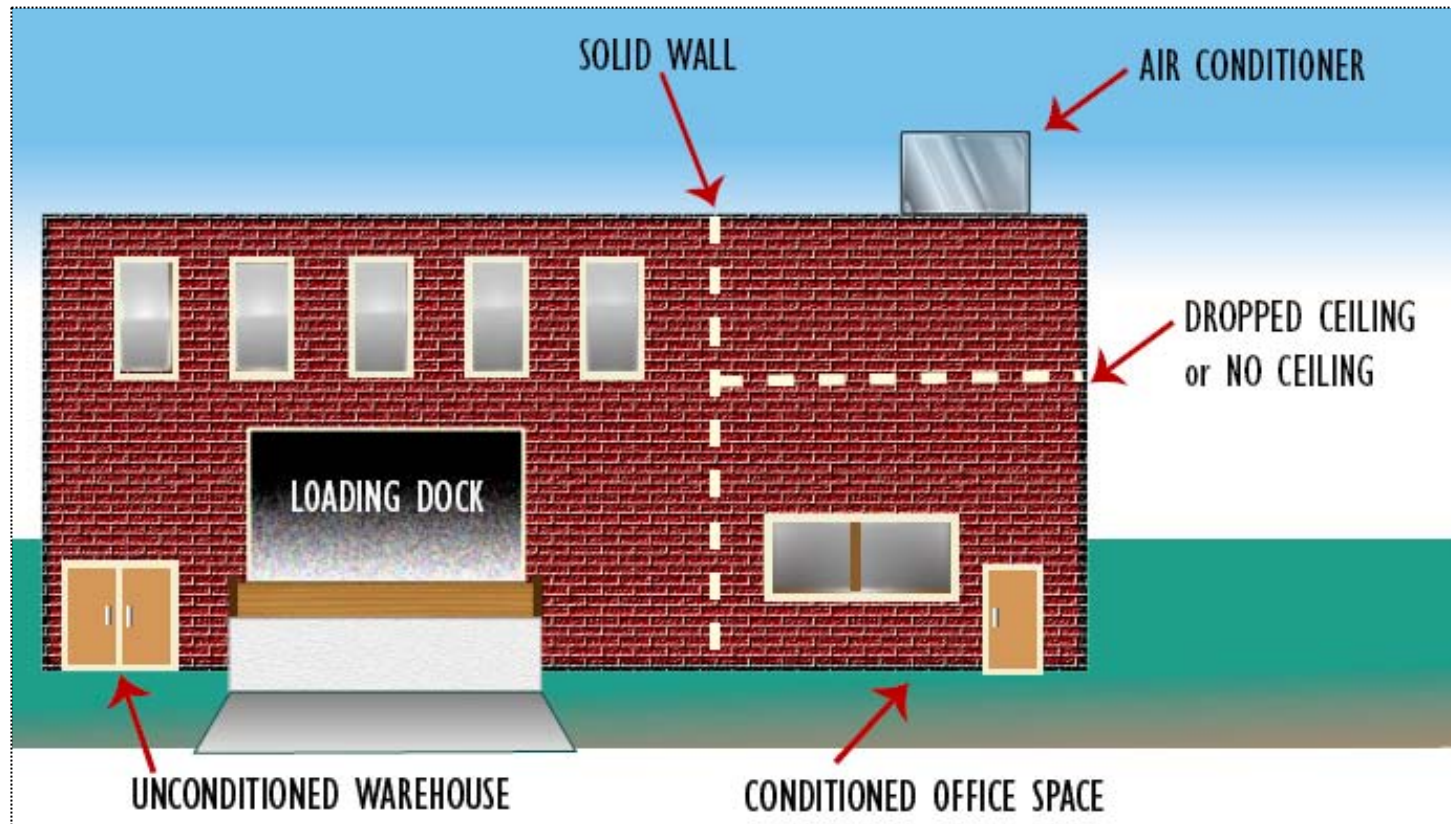 SOLID WALL
AIR CONDITIONER
DROPPED CEILING
or NO CEILING
LOADING DOCK
UNCONDITIONED WAREHOUSE
CONDITIONED OFFICE SPACE